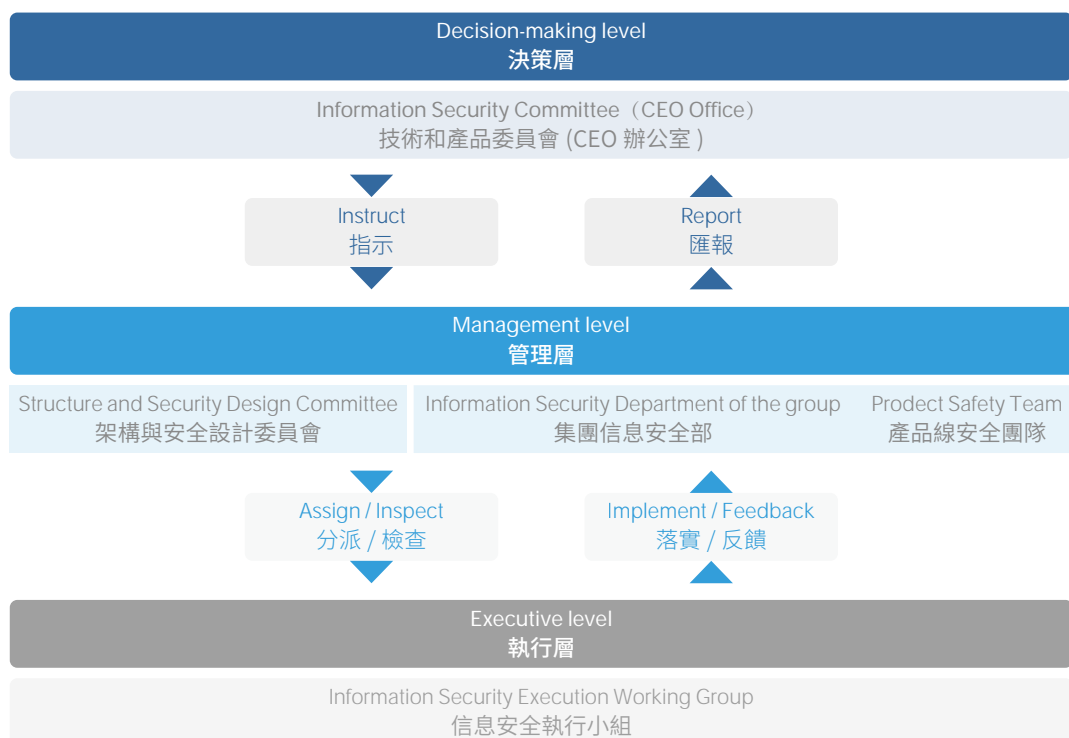 Decision-making level
決策層
Information Security Committee（CEO Office）
技術和產品委員會 (CEO 辦公室 )
Instruct
指示
Report
匯報
Management level
管理層
Structure and Security Design Committee
架構與安全設計委員會
Information Security Department of the group
集團信息安全部
Prodect Safety Team
產品線安全團隊
Assign / Inspect
分派 / 檢查
Implement / Feedback
落實 / 反饋
Executive level
執行層
Information Security Execution Working Group
信息安全執行小組